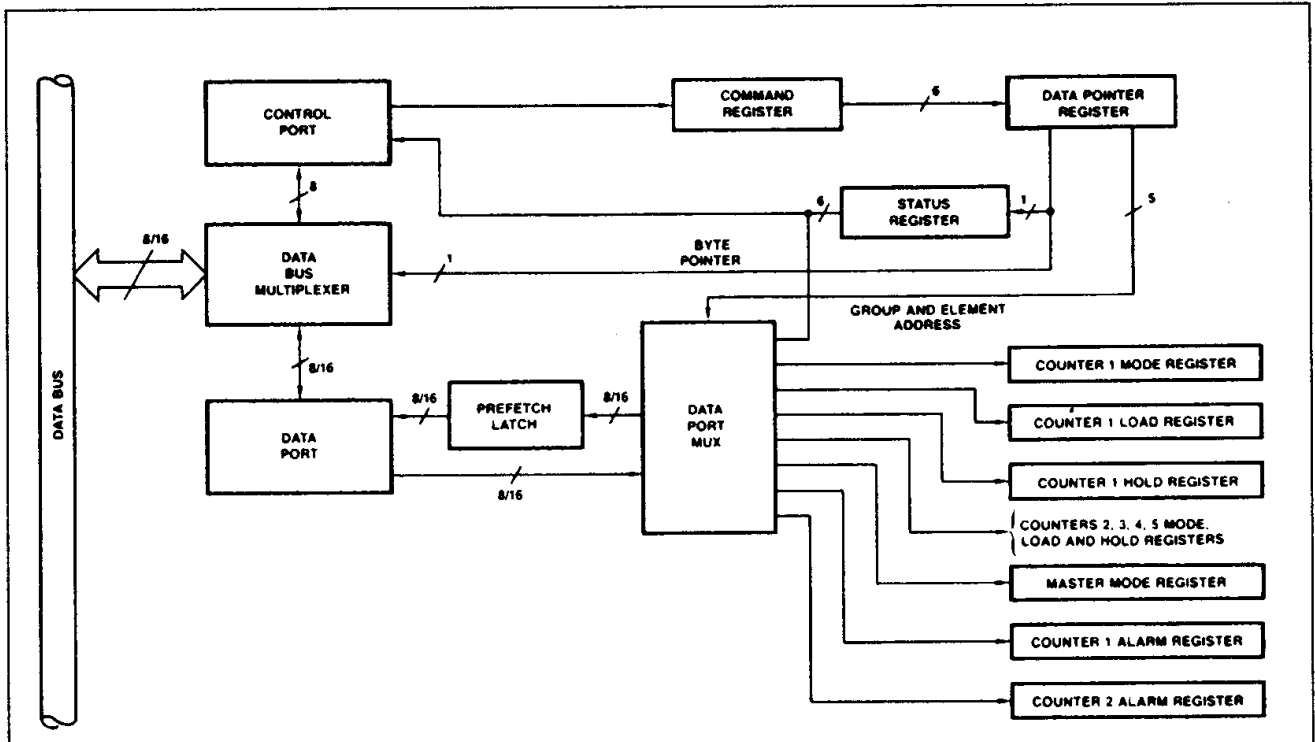 CONTROL
PORT
COMMAND
REGISTER
6
DATA POINTER
REGISTER
8
6
STATUS
REGISTER
1
5
8/16
DATA
BUS
MULTIPLEXER
1
BYTE
POINTER
GROUP AND ELEMENT
ADDRESS
DATA BUS
8/16
DATA
PORT
8/16
PREFETCH
LATCH
8/16
8/16
DATA
PORT
MUX
COUNTER 1 MODE REGISTER
COUNTER 1 LOAD REGISTER
COUNTER 1 HOLD REGISTER
COUNTERS 2, 3, 4, 5 MODE,
LOAD AND HOLD REGISTERS
MASTER MODE REGISTER
COUNTER 1 ALARM REGISTER
COUNTER 2 ALARM REGISTER